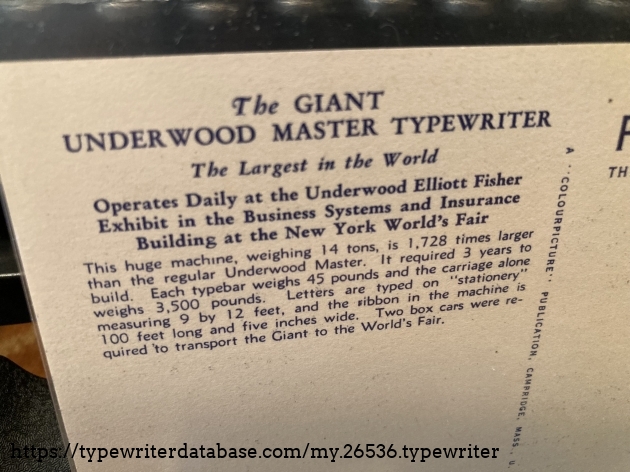 The GIANT
UNDERWOOD MASTER TYPEWRITER
The Largest in the World
Operates Daily at the Underwood Elliott Fisher
Exhibit in the Business Systems and Insurance
Building at the New York World's Fair
This huge machine, weighing 14 tons, is 1,728 times larger
than the regular Underwood Master. It required 3 years to
build. Each typebar weighs 45 pounds and the carriage alone
weighs 3,500 pounds. Letters are typed on "stationery"
measuring 9 by 12 feet, and the ribbon in the machine is
100 feet long and five inches wide. Two box cars were re-
quired to transport the Giant to the World's Fair.
A "COLOURPICTURE" PUBLICATION, CAMBRIDGE, MASS., U.
TH
https://typewriterdatabase.com/my.26536.typewriter